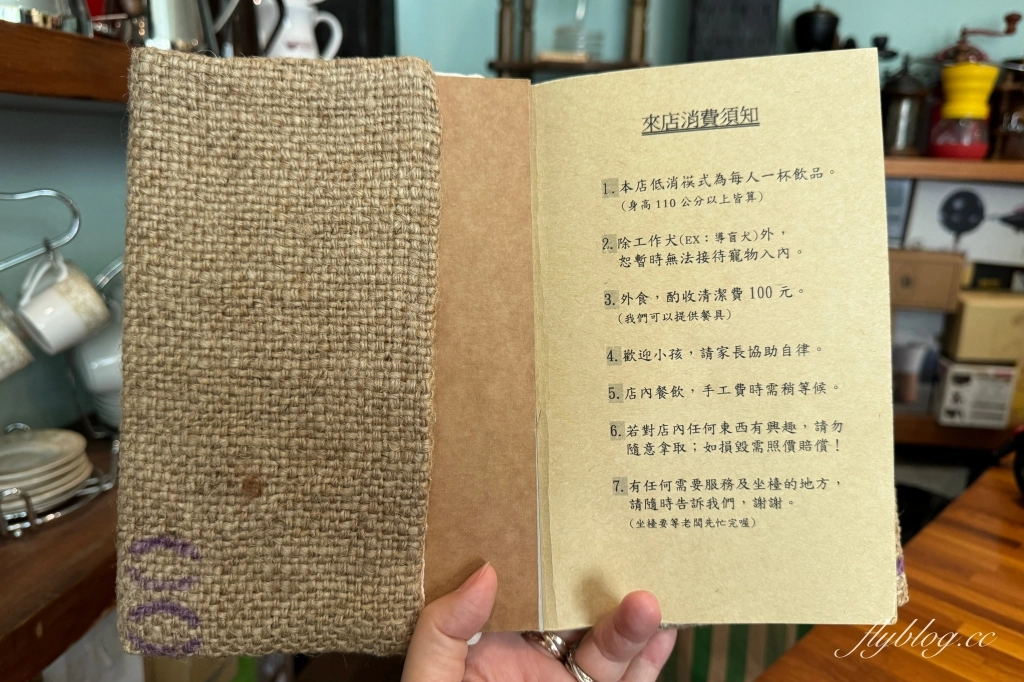 來店消費須知
1. 本店低消模式為每人一杯飲品。
(身高 110 公分以上皆算)
2. 除工作犬(EX：導盲犬)外，
恕暫時無法接待寵物入內。
3. 外食，酌收清潔費 100 元。
(我們可以提供餐具)
4. 歡迎小孩，請家長協助自律。
5. 店內餐飲，手工費時需稍等候。
6. 若對店內任何東西有興趣，請勿
隨意拿取；如損毀需照價賠償！
7. 有任何需要服務及坐檯的地方，
請隨時告訴我們，謝謝。
(坐檯要等老闆先忙完喔)
flyblog.cc